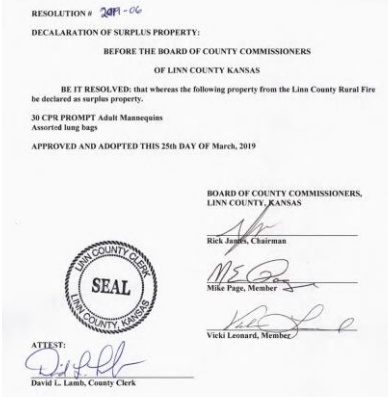 RESOLUTION # 2019-06
DECALARATION OF SURPLUS PROPERTY:
BEFORE THE BOARD OF COUNTY COMMISSIONERS
OF LINN COUNTY KANSAS
BE IT RESOLVED: that whereas the following property from the Linn County Rural Fire
be declared as surplus property.
30 CPR PROMPT Adult Mannequins
Assorted lung bags
APPROVED AND ADOPTED THIS 25th DAY OF March, 2019
BOARD OF COUNTY COMMISSIONERS,
LINN COUNTY, KANSAS
Rick James, Chairman
LINN COUNTY CLERK
SEAL
LINN COUNTY, KANSAS
Mike Page, Member
Vicki Leonard, Member
ATTEST:
David L. Lamb, County Clerk